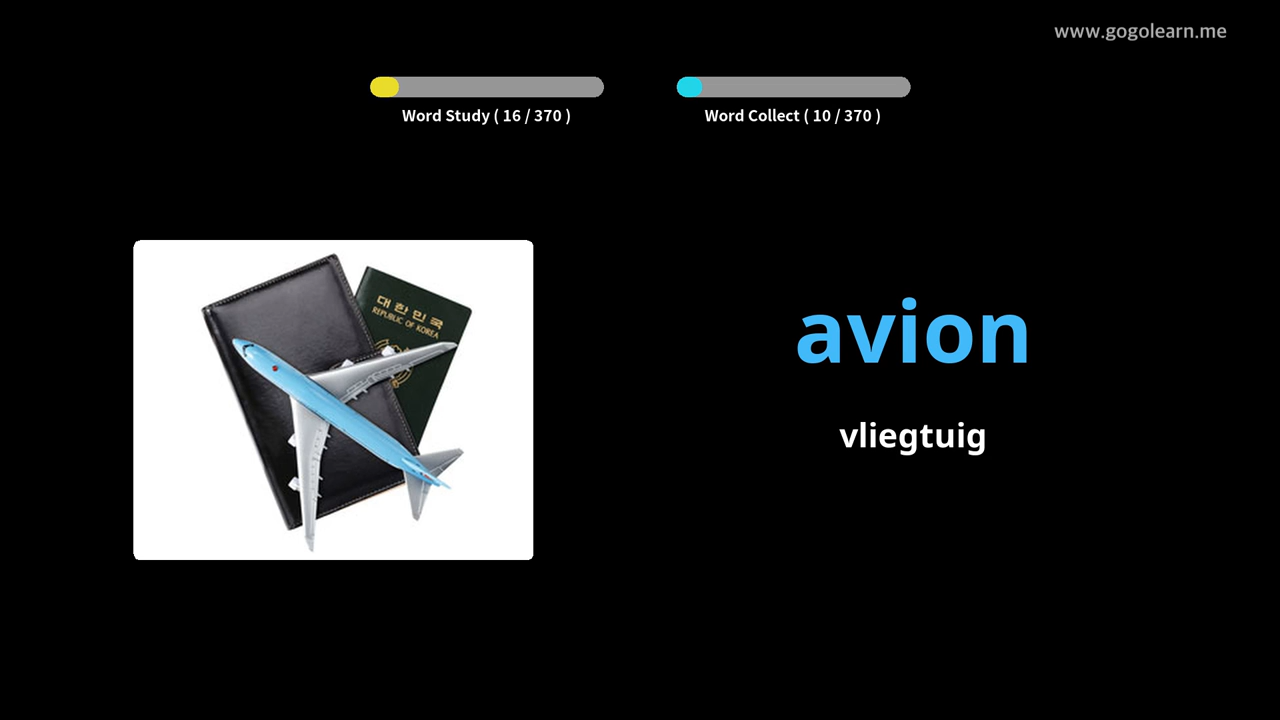 www.gogolearn.me
Word Study ( 16 / 370 )
Word Collect ( 10 / 370 )
대한민국
REPUBLIC OF KOREA
avion
vliegtuig